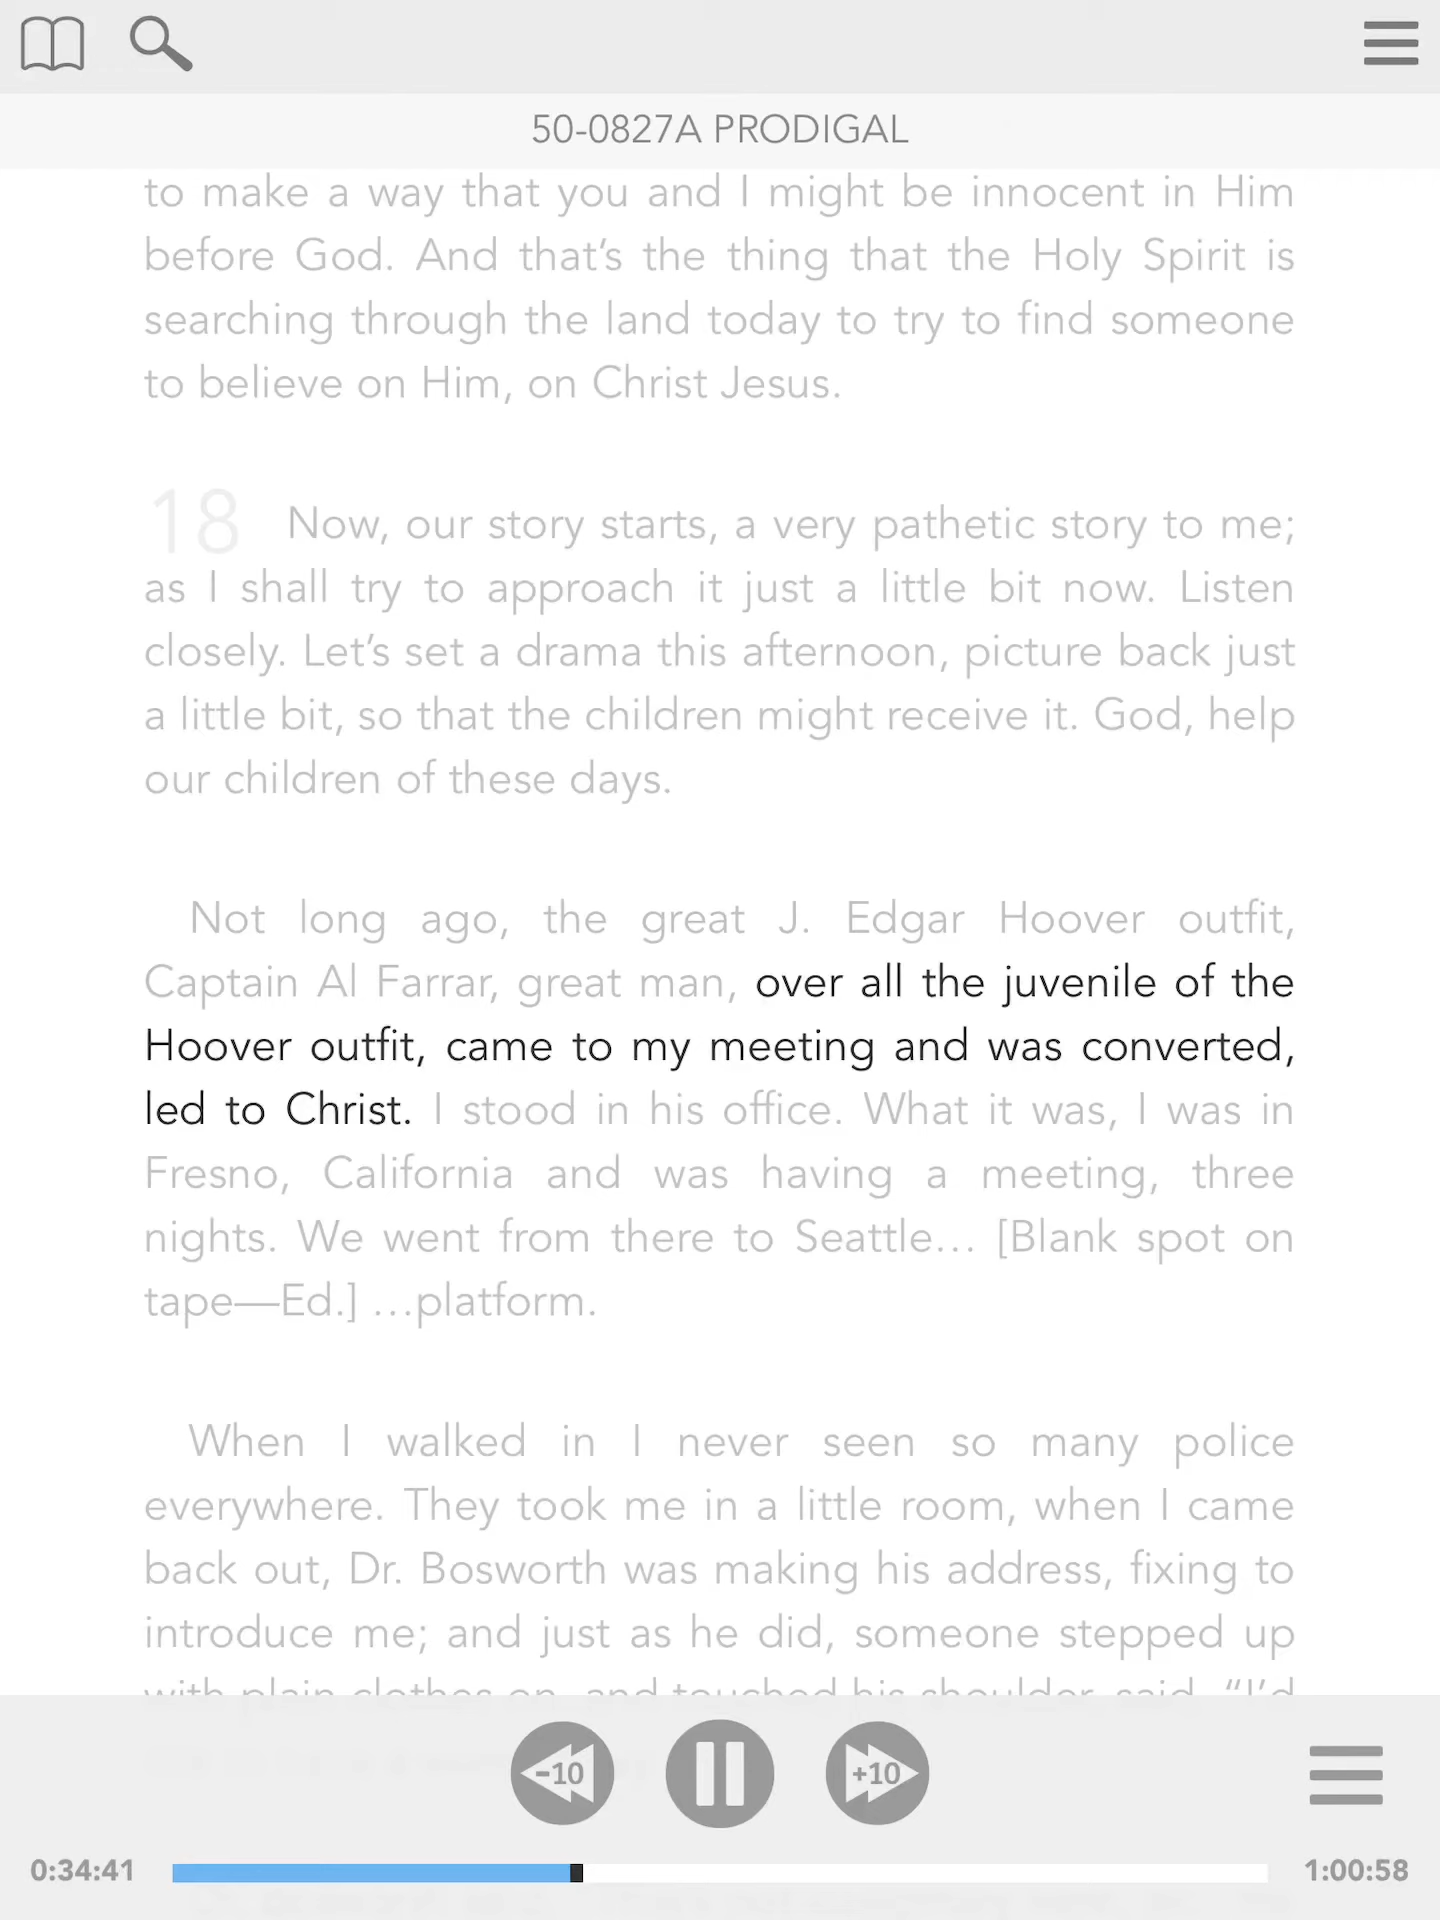 50-0827A PRODIGAL
to make a way that you and I might be innocent in Him
before God. And that’s the thing that the Holy Spirit is
searching through the land today to try to find someone
to believe on Him, on Christ Jesus.
18 Now, our story starts, a very pathetic story to me;
as I shall try to approach it just a little bit now. Listen
closely. Let’s set a drama this afternoon, picture back just
a little bit, so that the children might receive it. God, help
our children of these days.
Not long ago, the great J. Edgar Hoover outfit,
Captain Al Farrar, great man, over all the juvenile of the
Hoover outfit, came to my meeting and was converted,
led to Christ. I stood in his office. What it was, I was in
Fresno, California and was having a meeting, three
nights. We went from there to Seattle… [Blank spot on
tape—Ed.] …platform.
When I walked in I never seen so many police
everywhere. They took me in a little room, when I came
back out, Dr. Bosworth was making his address, fixing to
introduce me; and just as he did, someone stepped up
with plain clothes on, and touched his shoulder, said, “I’d
-10 +10
0:34:41 1:00:58